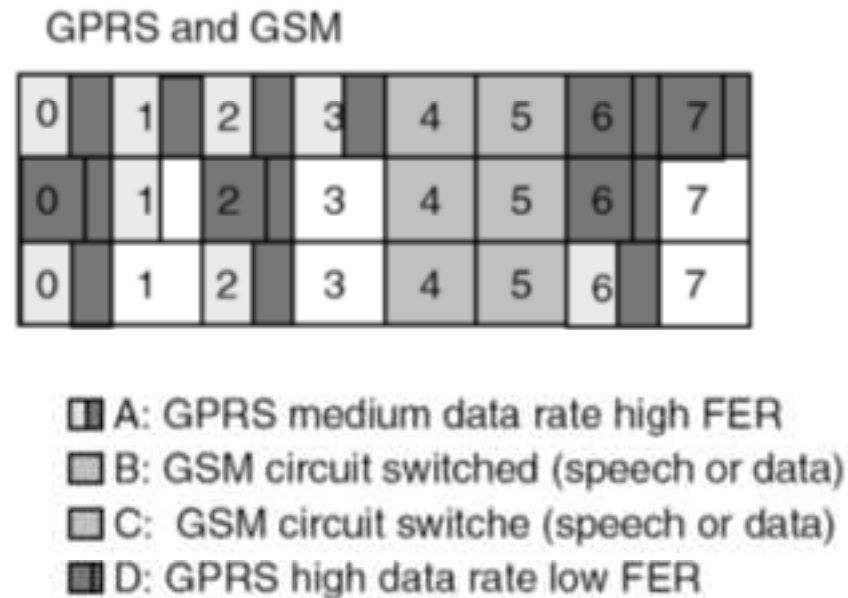 GPRS and GSM
0 1 2 3 4 5 6 7
0 1 2 3 4 5 6 7
0 1 2 3 4 5 6 7
A: GPRS medium data rate high FER
B: GSM circuit switched (speech or data)
C: GSM circuit switche (speech or data)
D: GPRS high data rate low FER